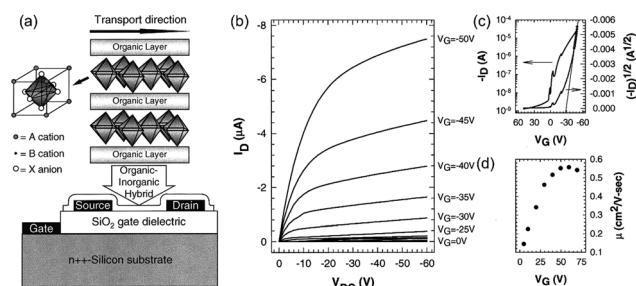 (a)
Transport direction
Organic Layer
Organic Layer
Organic Layer
= A cation
= B cation
= X anion
Organic-
Inorganic
Hybrid
Source
Drain
Gate
SiO2 gate dielectric
n++-Silicon substrate
(b)
ID (μA)
-8
-6
-4
-2
0
0 -10 -20 -30 -40 -50 -60
VDS (V)
VG=-50V
VG=-45V
VG=-40V
VG=-35V
VG=-30V
VG=-25V
VG=0V
(c)
-ID (A)
10-4
10-5
10-6
10-7
10-8
10-9
60 30 0 -30 -60
VG (V)
-0.006
-0.005
-0.004
-0.003
-0.002
-0.001
0.000
(-ID)1/2 (A1/2)
(d)
0.6
0.5
0.4
0.3
0.2
0.1
μ (cm2/V-sec)
0 25 50 75
VG (V)